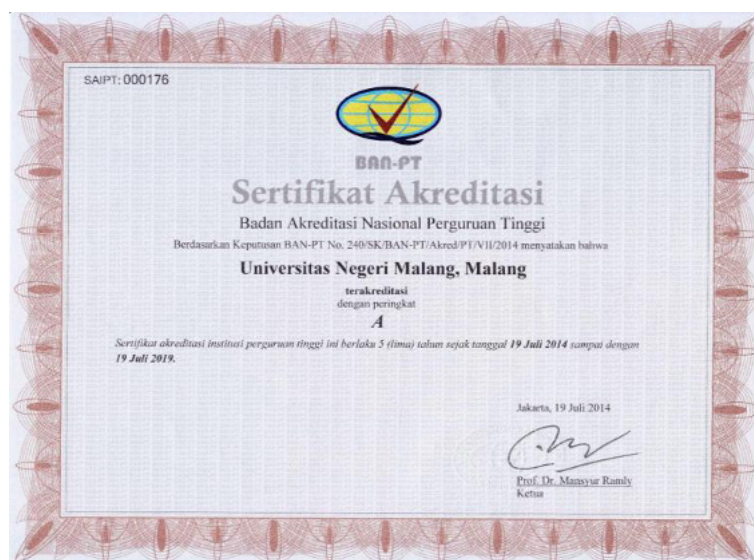 SAIPT: 000176
BAN-PT
Sertifikat Akreditasi
Badan Akreditasi Nasional Perguruan Tinggi
Berdasarkan Keputusan BAN-PT No. 240/SK/BAN-PT/Akred/PT/VII/2014 menyatakan bahwa
Universitas Negeri Malang, Malang
terakreditasi
dengan peringkat
A
Sertifikat akreditasi institusi perguruan tinggi ini berlaku 5 (lima) tahun sejak tanggal 19 Juli 2014 sampai dengan
19 Juli 2019.
Jakarta, 19 Juli 2014
Prof. Dr. Mansyur Ramly
Ketua